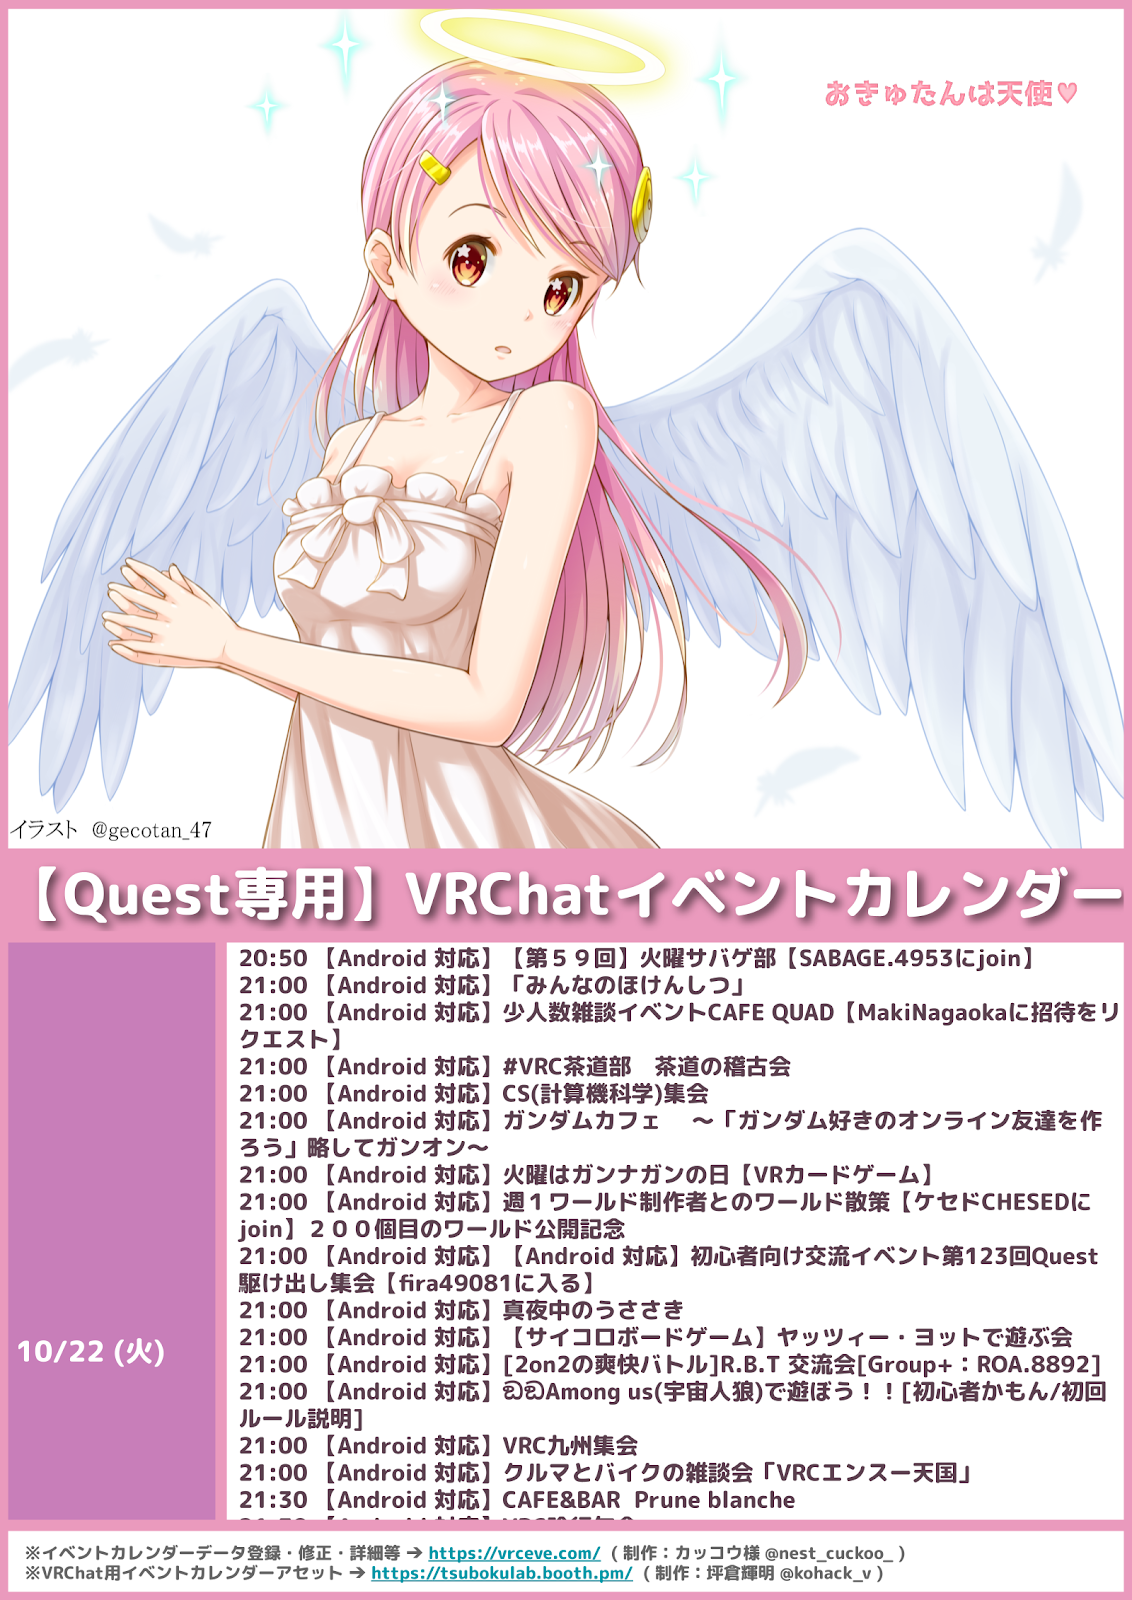 おきゅたんは天使♥
イラスト @gecotan_47
【Quest専用】VRChatイベントカレンダー
20:50 【Android 対応】【第５９回】火曜サバゲ部【SABAGE.4953にjoin】
21:00 【Android 対応】「みんなのほけんしつ」
21:00 【Android 対応】少人数雑談イベントCAFE QUAD【MakiNagaokaに招待をリ
クエスト】
21:00 【Android 対応】#VRC茶道部　茶道の稽古会
21:00 【Android 対応】CS(計算機科学)集会
21:00 【Android 対応】ガンダムカフェ　～「ガンダム好きのオンライン友達を作
ろう」略してガンオン～
21:00 【Android 対応】火曜はガンナガンの日【VRカードゲーム】
21:00 【Android 対応】週１ワールド制作者とのワールド散策【ケセドCHESEDに
join】２００個目のワールド公開記念
21:00 【Android 対応】【Android 対応】初心者向け交流イベント第123回Quest
駆け出し集会【fira49081に入る】
21:00 【Android 対応】真夜中のうささき
10/22 (火)
21:00 【Android 対応】【サイコロボードゲーム】ヤッツィー・ヨットで遊ぶ会
21:00 【Android 対応】[2on2の爽快バトル]R.B.T 交流会[Group+：ROA.8892]
21:00 【Android 対応】ඞඞAmong us(宇宙人狼)で遊ぼう！！[初心者かもん/初回
ルール説明]
21:00 【Android 対応】VRC九州集会
21:00 【Android 対応】クルマとバイクの雑談会「VRCエンスー天国」
21:30 【Android 対応】CAFE&BAR Prune blanche
※イベントカレンダーデータ登録・修正・詳細等 → https://vrceve.com/ （ 制作：カッコウ様 @nest_cuckoo_ ）
※VRChat用イベントカレンダーアセット → https://tsubokulab.booth.pm/ （ 制作：坪倉輝明 @kohack_v ）